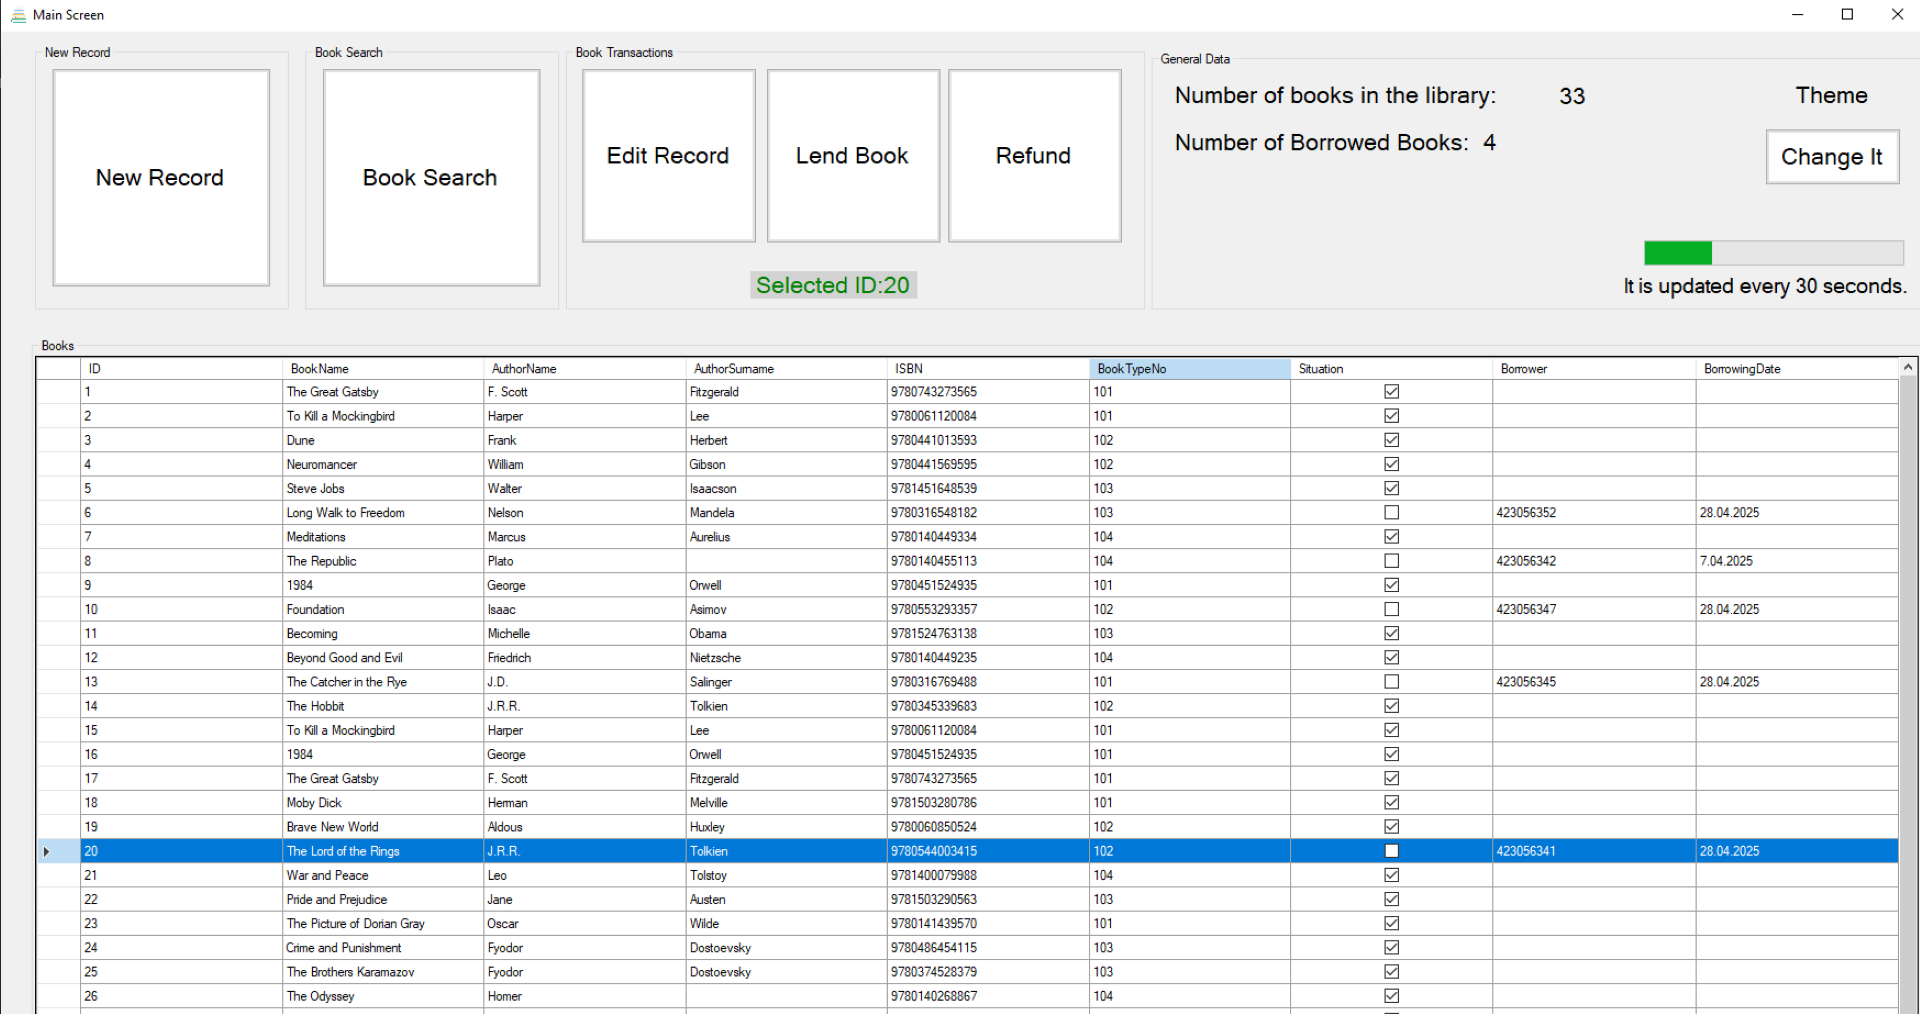 Main Screen
New Record Book Search Book Transactions
General Data
Number of books in the library: 33 Theme
Number of Borrowed Books: 4
Edit Record Lend Book Refund Change It
New Record Book Search
Selected ID:20 It is updated every 30 seconds.
Books
ID BookName AuthorName AuthorSurname ISBN BookTypeNo Situation Borrower BorrowingDate
1 The Great Gatsby F. Scott Fitzgerald 9780743273565 101
2 To Kill a Mockingbird Harper Lee 9780061120084 101
3 Dune Frank Herbert 9780441013593 102
4 Neuromancer William Gibson 9780441569595 102
5 Steve Jobs Walter Isaacson 9781451648539 103
6 Long Walk to Freedom Nelson Mandela 9780316548182 103 423056352 28.04.2025
7 Meditations Marcus Aurelius 9780140449334 104
8 The Republic Plato 9780140455113 104 423056342 7.04.2025
9 1984 George Orwell 9780451524935 101
10 Foundation Isaac Asimov 9780553293357 102 423056347 28.04.2025
11 Becoming Michelle Obama 9781524763138 103
12 Beyond Good and Evil Friedrich Nietzsche 9780140449235 104
13 The Catcher in the Rye J.D. Salinger 9780316769488 101 423056345 28.04.2025
14 The Hobbit J.R.R. Tolkien 9780345339683 102
15 To Kill a Mockingbird Harper Lee 9780061120084 101
16 1984 George Orwell 9780451524935 101
17 The Great Gatsby F. Scott Fitzgerald 9780743273565 101
18 Moby Dick Herman Melville 9781503280786 101
19 Brave New World Aldous Huxley 9780060850524 102
20 The Lord of the Rings J.R.R. Tolkien 9780544003415 102 423056341 28.04.2025
21 War and Peace Leo Tolstoy 9781400079988 104
22 Pride and Prejudice Jane Austen 9781503290563 103
23 The Picture of Dorian Gray Oscar Wilde 9780141439570 101
24 Crime and Punishment Fyodor Dostoevsky 9780486454115 103
25 The Brothers Karamazov Fyodor Dostoevsky 9780374528379 103
26 The Odyssey Homer 9780140268867 104